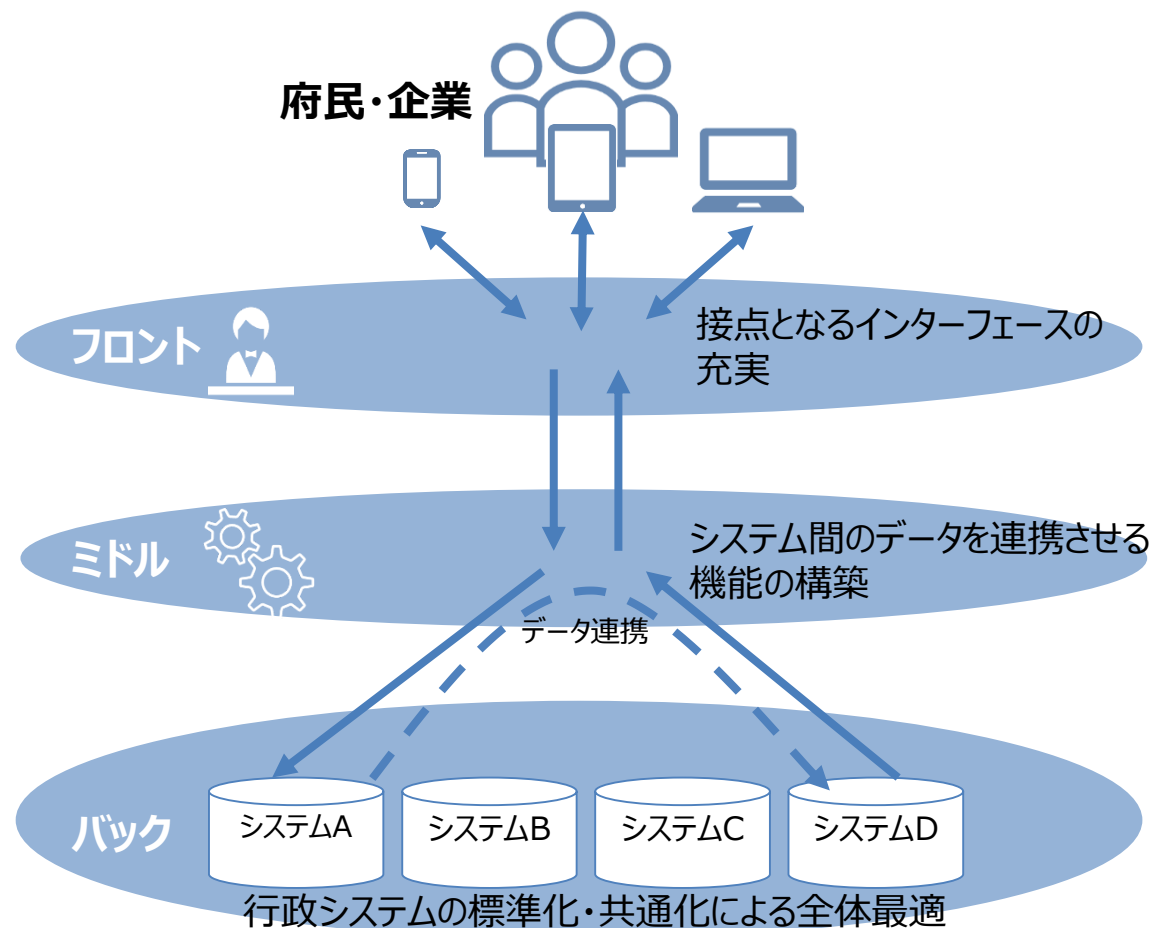 府民・企業
フロント
接点となるインターフェースの
充実
ミドル
システム間のデータを連携させる
機能の構築
データ連携
バック
システムA
システムB
システムC
システムD
行政システムの標準化・共通化による全体最適